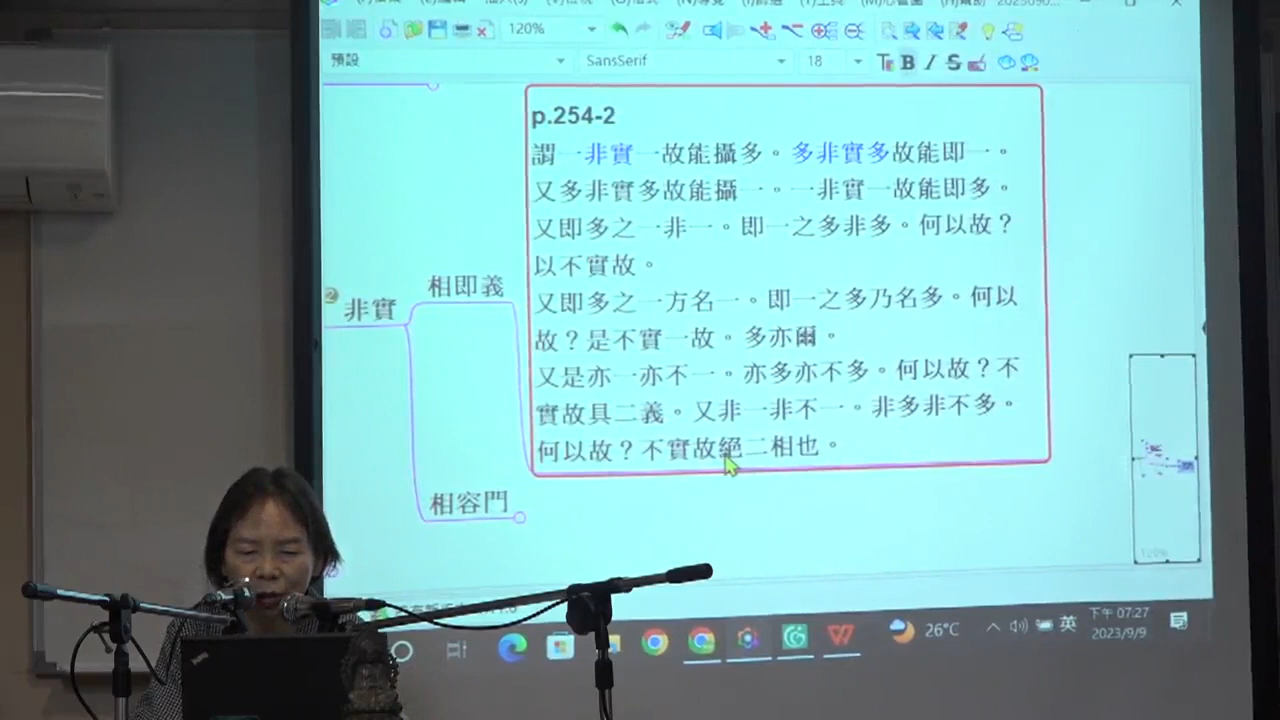 120%
預設
SansSerif
18
p.254-2
謂一非實一故能攝多。多非實多故能即一。
又多非實多故能攝一。一非實一故能即多。
又即多之一非一。即一之多非多。何以故？
以不實故。
又即多之一方名一。即一之多乃名多。何以
故？是不實一故。多亦爾。
又是亦一亦不一。亦多亦不多。何以故？不
實故具二義。又非一非不一。非多非不多。
何以故？不實故絕二相也。
相即義
2
非實
相容門
120%
26°C
英
下午 07:27
2023/9/9